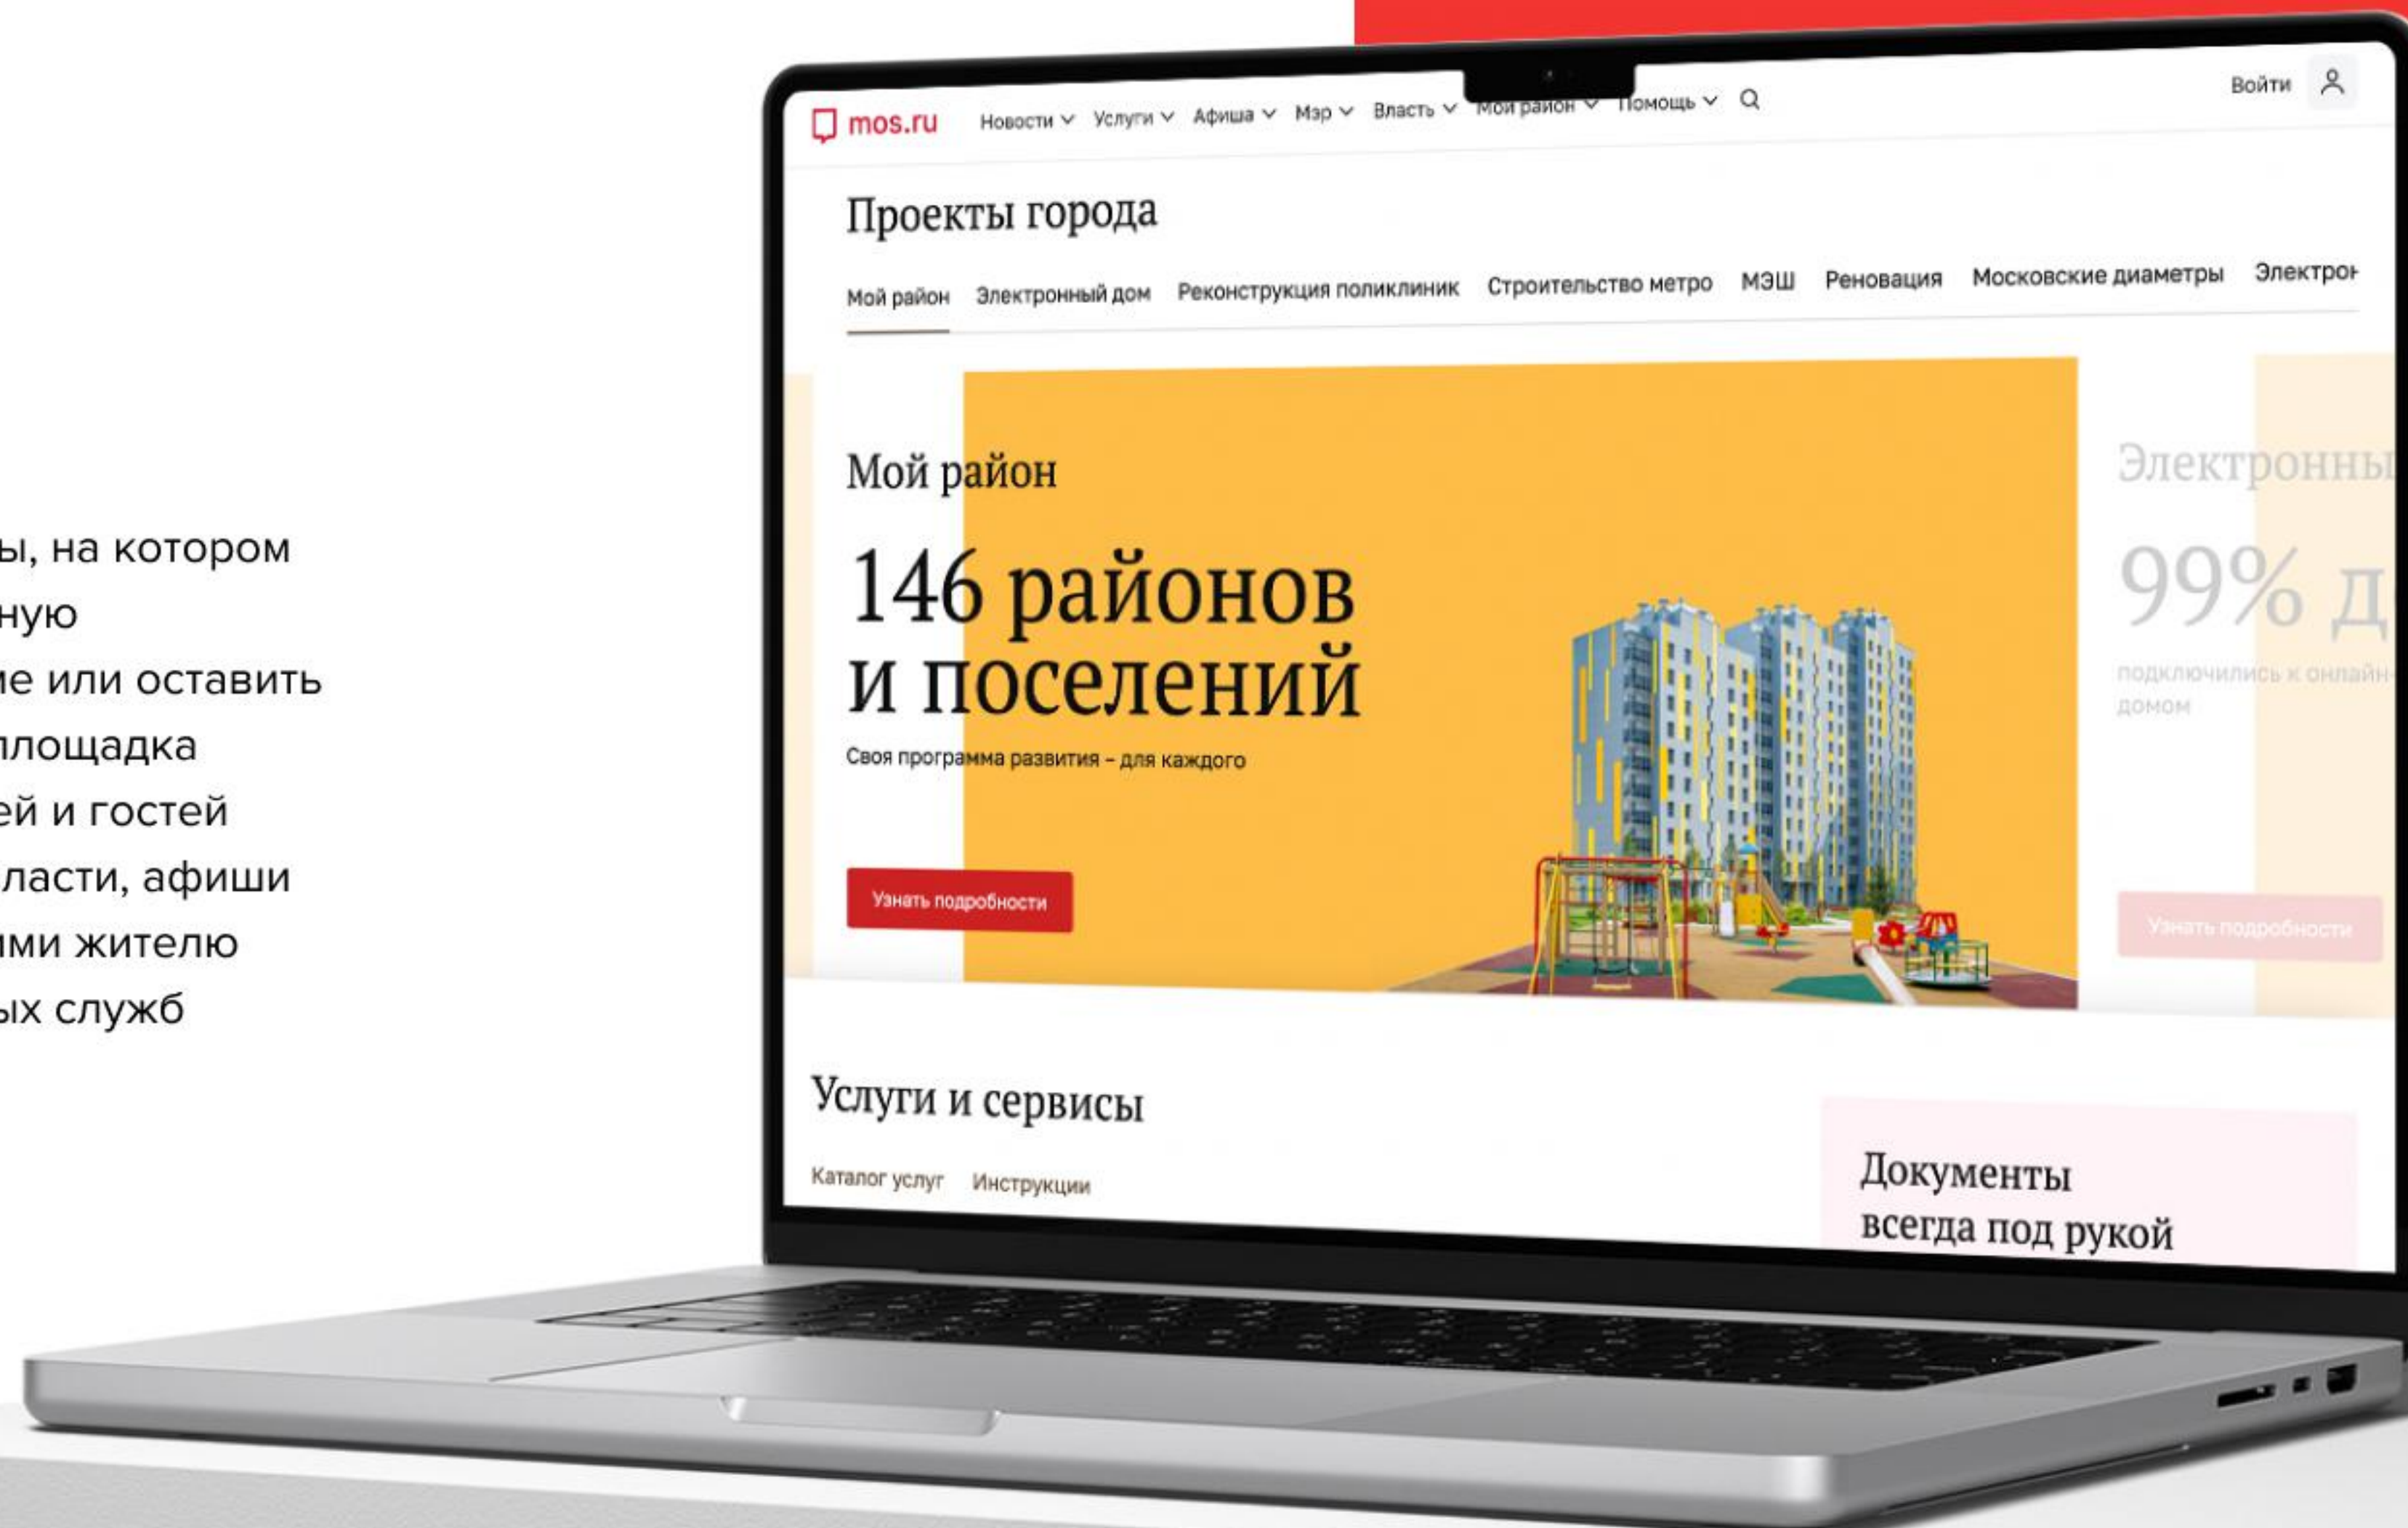 ы, на котором
ную
ие или оставить
площадка
ей и гостей
ласти, афиши
ими жителю
ых служб
mos.ru Новости Услуги Афиша Мэр Власть Мой район Помощь Войти
Проекты города
Мой район Электронный дом Реконструкция поликлиник Строительство метро МЭШ Реновация Московские диаметры Электрон
Мой район
146 районов
и поселений
Своя программа развития – для каждого
Узнать подробности
Электронны
99% д
подключились к онлайн-
домом
Узнать подробности
Услуги и сервисы
Каталог услуг Инструкции
Документы
всегда под рукой